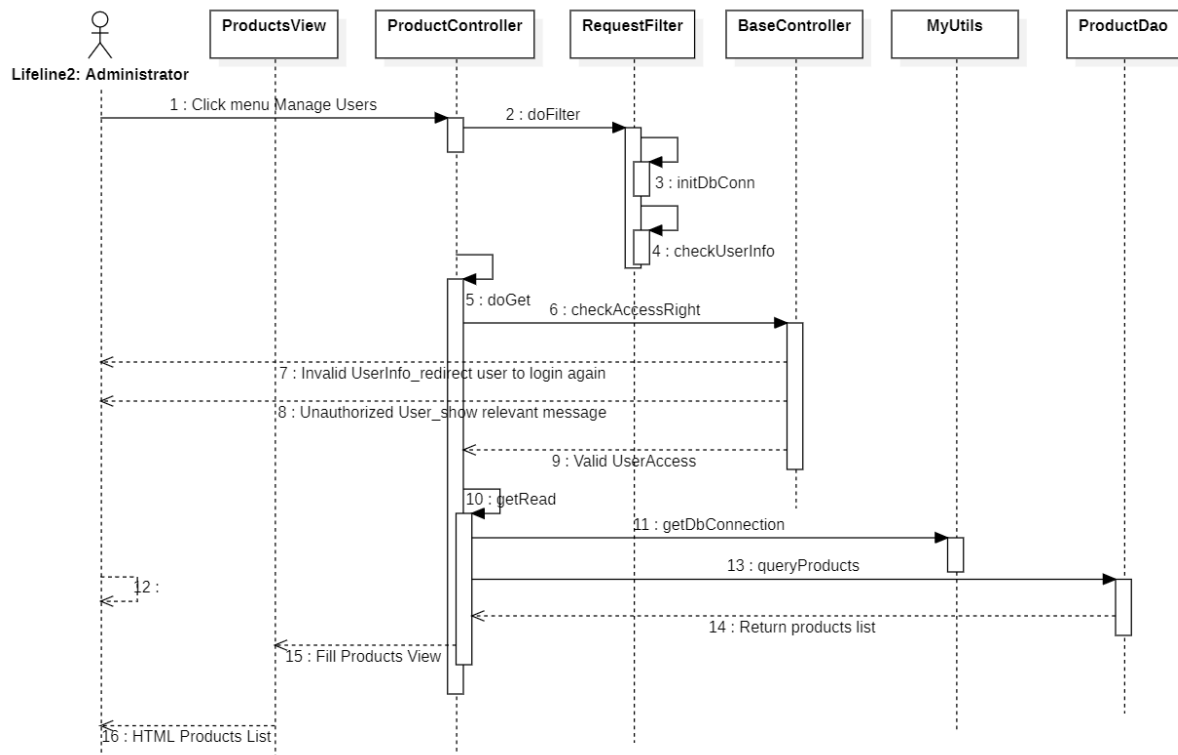 ProductsView
ProductController
RequestFilter
BaseController
MyUtils
ProductDao
Lifeline2: Administrator
1 : Click menu Manage Users
2 : doFilter
3 : initDbConn
4 : checkUserInfo
5 : doGet
6 : checkAccessRight
7 : Invalid UserInfo_redirect user to login again
8 : Unauthorized User_show relevant message
9 : Valid UserAccess
10 : getRead
11 : getDbConnection
12 :
13 : queryProducts
14 : Return products list
15 : Fill Products View
16 : HTML Products List